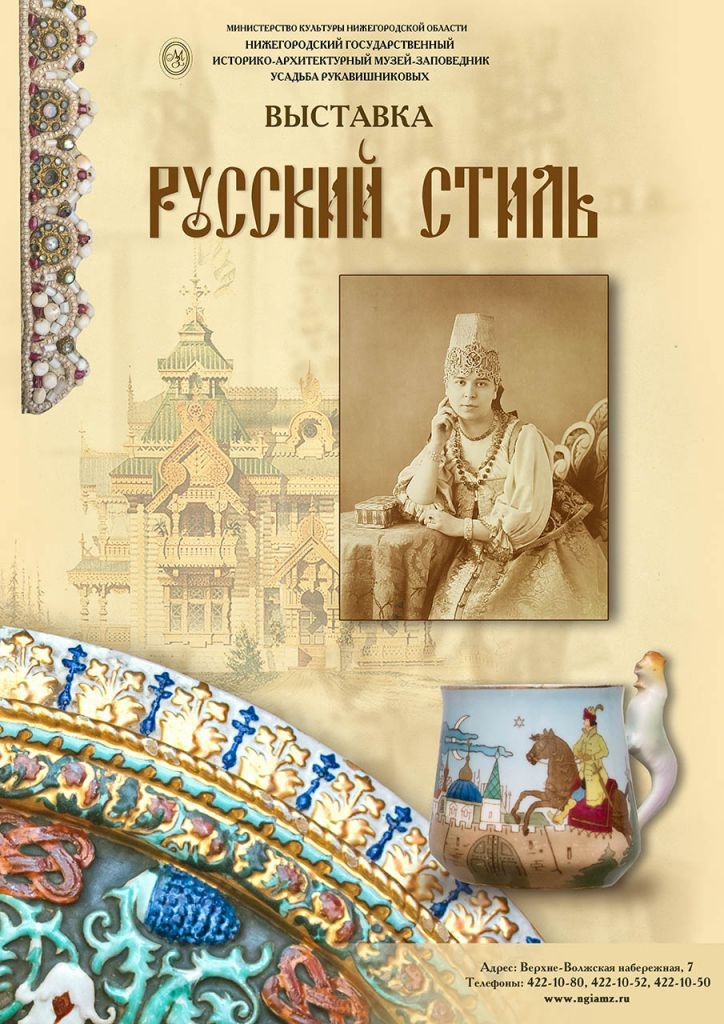 МИНИСТЕРСТВО КУЛЬТУРЫ НИЖЕГОРОДСКОЙ ОБЛАСТИ
НИЖЕГОРОДСКИЙ ГОСУДАРСТВЕННЫЙ
ИСТОРИКО-АРХИТЕКТУРНЫЙ МУЗЕЙ-ЗАПОВЕДНИК
УСАДЬБА РУКАВИШНИКОВЫХ
ВЫСТАВКА
РУССКИЙ СТИЛЬ
Адрес: Верхне-Волжская набережная, 7
Телефоны: 422-10-80, 422-10-52, 422-10-50
www.ngiamz.ru